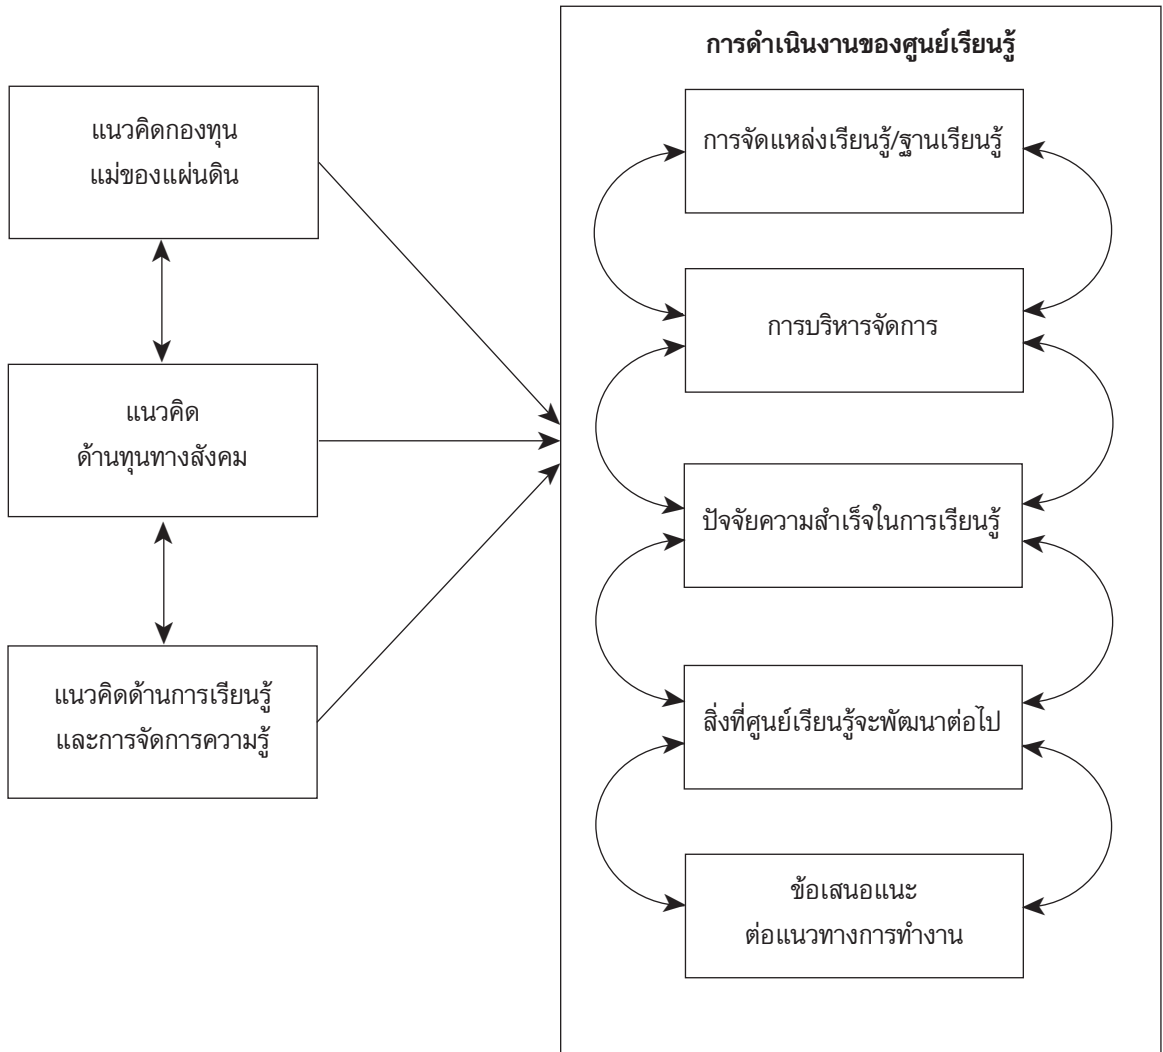 แนวคิดกองทุน
แม่ของแผ่นดิน
แนวคิด
ด้านทุนทางสังคม
แนวคิดด้านการเรียนรู้
และการจัดการความรู้
การดำเนินงานของศูนย์เรียนรู้
การจัดแหล่งเรียนรู้/ฐานเรียนรู้
การบริหารจัดการ
ปัจจัยความสำเร็จในการเรียนรู้
สิ่งที่ศูนย์เรียนรู้จะพัฒนาต่อไป
ข้อเสนอแนะ
ต่อแนวทางการทำงาน